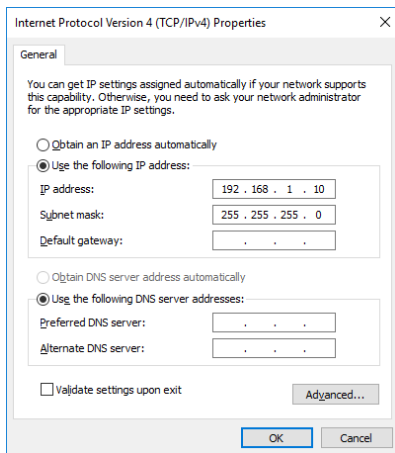 Internet Protocol Version 4 (TCP/IPv4) Properties
General
You can get IP settings assigned automatically if your network supports
this capability. Otherwise, you need to ask your network administrator
for the appropriate IP settings.
Obtain an IP address automatically
Use the following IP address:
IP address: 192 . 168 . 1 . 10
Subnet mask: 255 . 255 . 255 . 0
Default gateway: . . .
Obtain DNS server address automatically
Use the following DNS server addresses:
Preferred DNS server: . . .
Alternate DNS server: . . .
Validate settings upon exit
Advanced...
OK Cancel